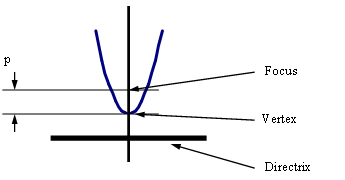 p
Focus
Vertex
Directrix